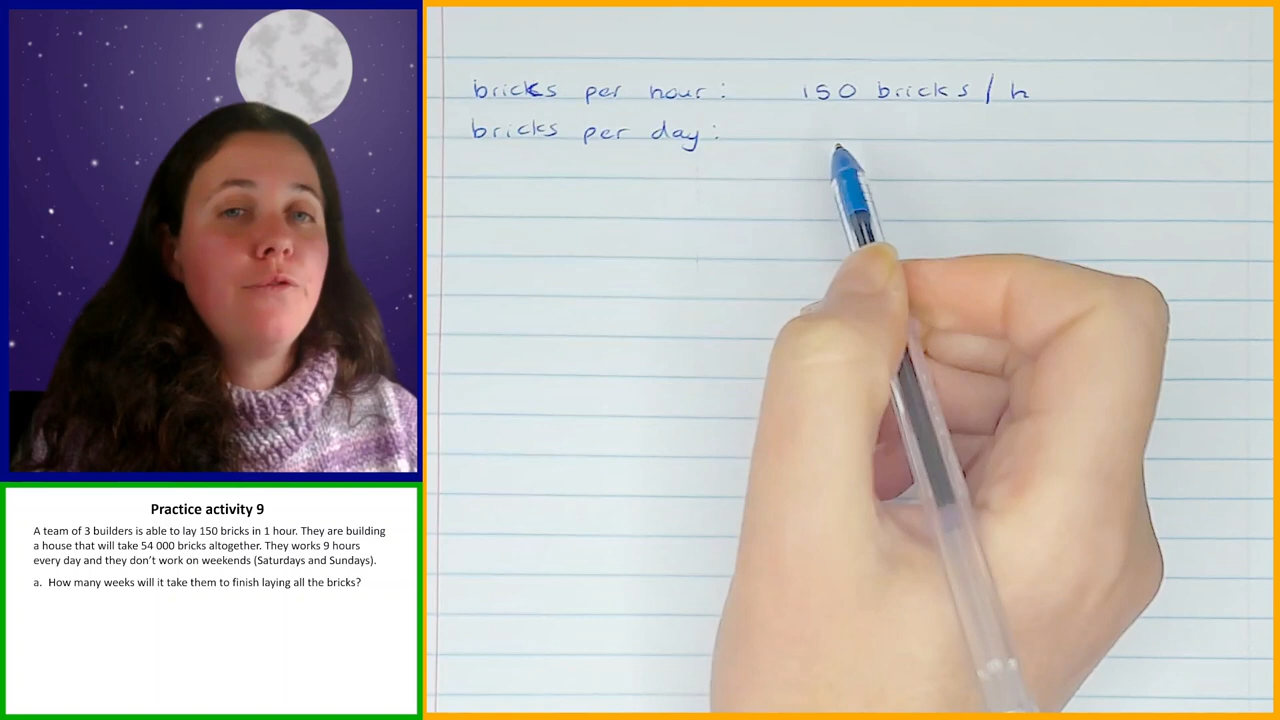 bricks per hour: 150 bricks/h
bricks per day:
Practice activity 9
A team of 3 builders is able to lay 150 bricks in 1 hour. They are building
a house that will take 54 000 bricks altogether. They works 9 hours
every day and they don't work on weekends (Saturdays and Sundays).
a. How many weeks will it take them to finish laying all the bricks?